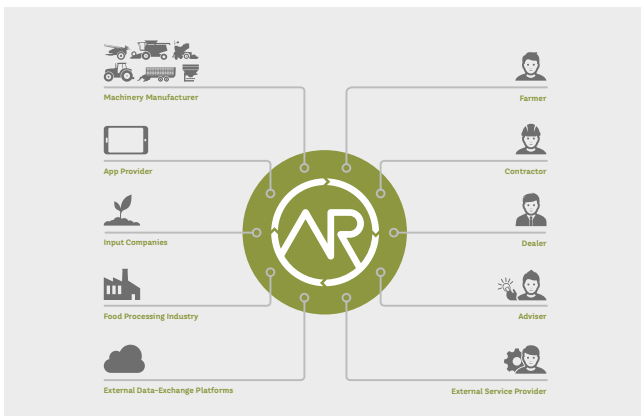 Machinery Manufacturer
Farmer
App Provider
Contractor
Input Companies
Dealer
AR
Food Processing Industry
Adviser
External Data-Exchange Platforms
External Service Provider